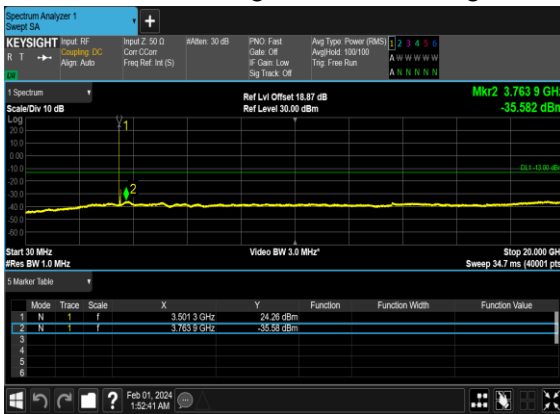 Spectrum Analyzer 1
Swept SA
KEYSIGHT Input: RF Input Z: 50 Ω #Atten: 30 dB PNO: Fast Avg Type: Power (RMS) 1 2 3 4 5 6
R T Coupling: DC Corr CCorr Gate: Off Avg|Hold: 100/100 A W W W W W
Align: Auto Freq Ref: Int (S) IF Gain: Low Trig: Free Run
LV Sig Track: Off A N N N N N
1 Spectrum Ref Lvl Offset 18.87 dB Mkr2 3.763 9 GHz
Scale/Div 10 dB Ref Level 30.00 dBm -35.582 dBm
Log
20.0 1
10.0
0.00
-10.0 DL1 -13.00 dBm
-20.0
-30.0 2
-40.0
-50.0
-60.0
Start 30 MHz Video BW 3.0 MHz* Stop 20.000 GH
#Res BW 1.0 MHz Sweep 34.7 ms (40001 pts
5 Marker Table
Mode Trace Scale X Y Function Function Width Function Value
1 N 1 f 3.501 3 GHz 24.26 dBm
2 N 1 f 3.763 9 GHz -35.58 dBm
3
4
5
6
? Feb 01, 2024
1:52:41 AM